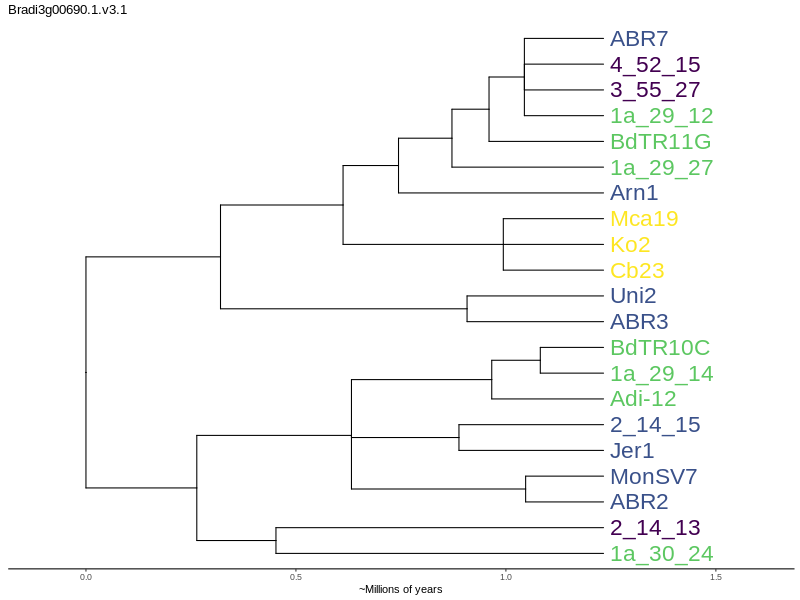 Bradi3g00690.1.v3.1
ABR7
4_52_15
3_55_27
1a_29_12
BdTR11G
1a_29_27
Arn1
Mca19
Ko2
Cb23
Uni2
ABR3
BdTR10C
1a_29_14
Adi-12
2_14_15
Jer1
MonSV7
ABR2
2_14_13
1a_30_24
0.0 0.5 1.0 1.5
~Millions of years